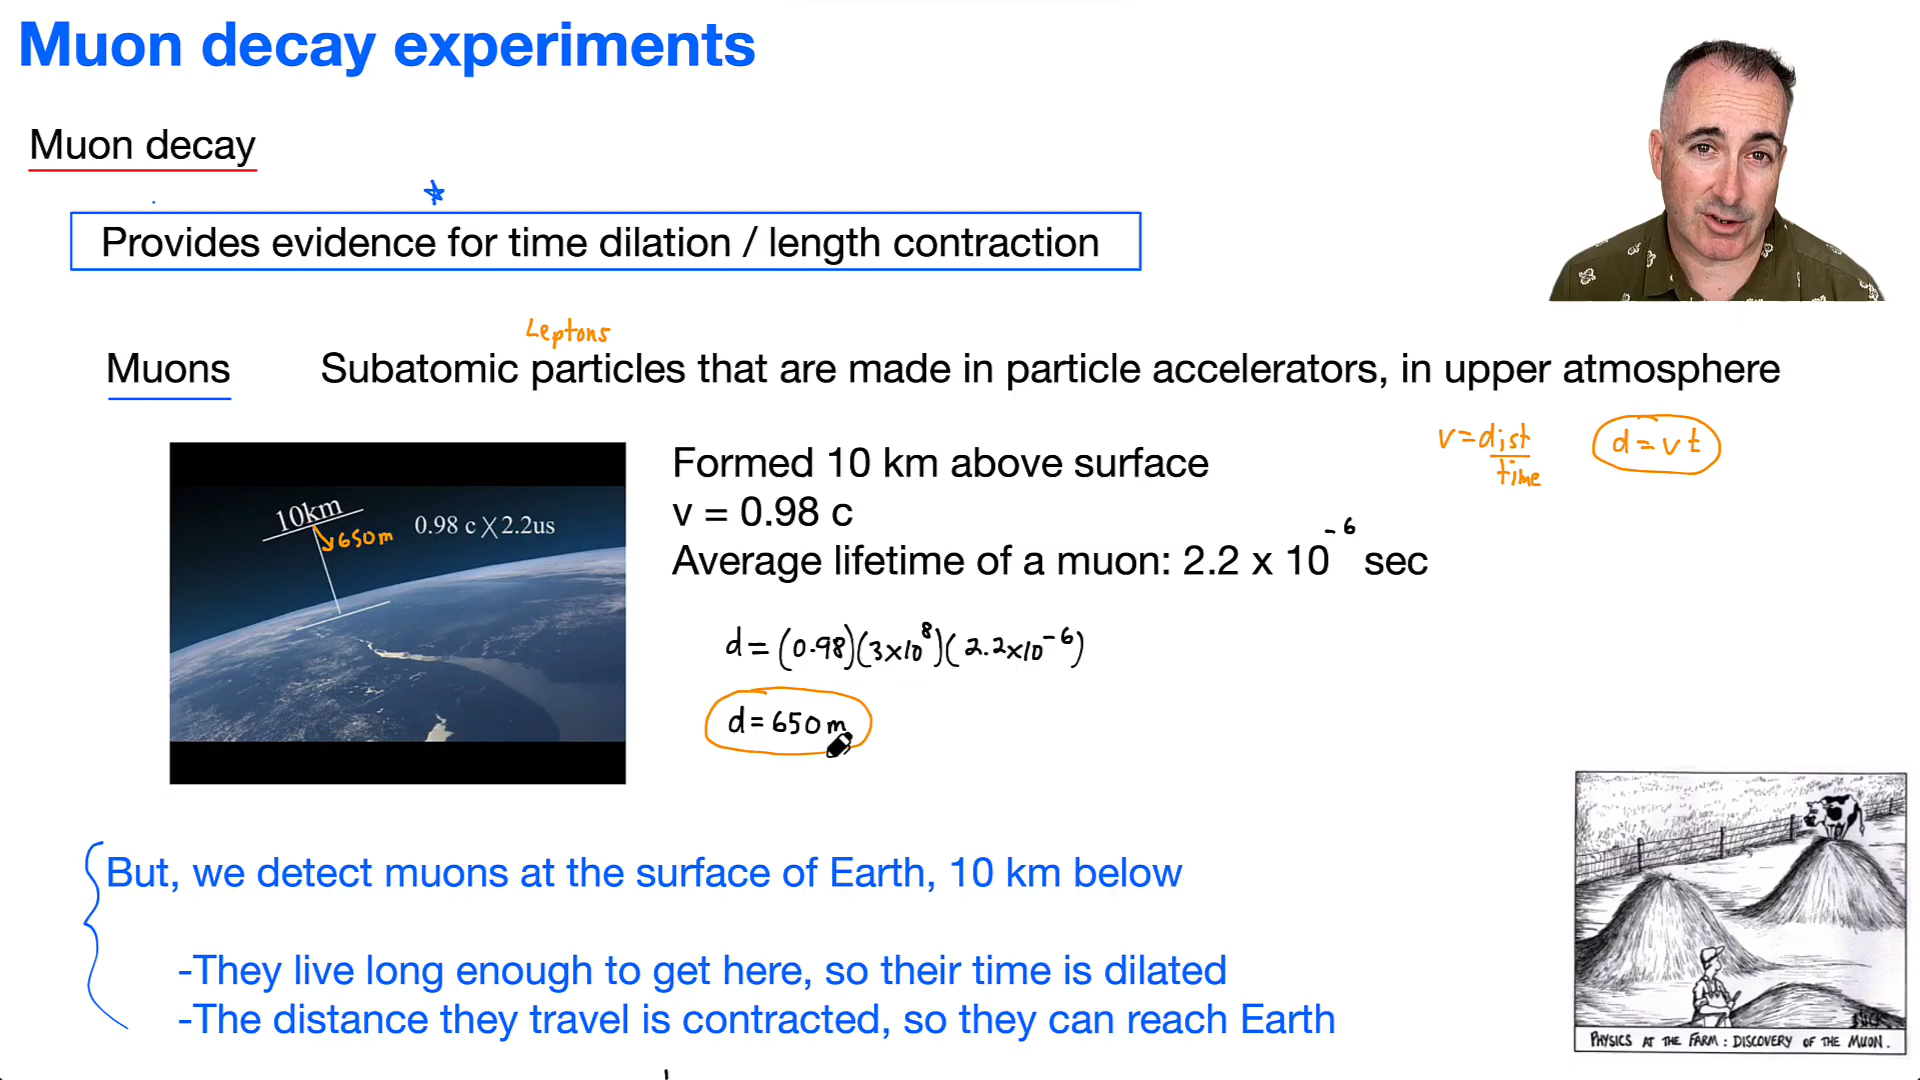 Muon decay experiments
Muon decay
Provides evidence for time dilation / length contraction
Leptons
Muons Subatomic particles that are made in particle accelerators, in upper atmosphere
v = dist / time
d = v t
Formed 10 km above surface
v = 0.98 c
Average lifetime of a muon: 2.2 x 10⁻⁶ sec
10km
650m
0.98 c X 2.2us
d = (0.98)(3x10⁸)(2.2x10⁻⁶)
d = 650m
But, we detect muons at the surface of Earth, 10 km below
-They live long enough to get here, so their time is dilated
-The distance they travel is contracted, so they can reach Earth
PHYSICS AT THE FARM : DISCOVERY OF THE MUON.